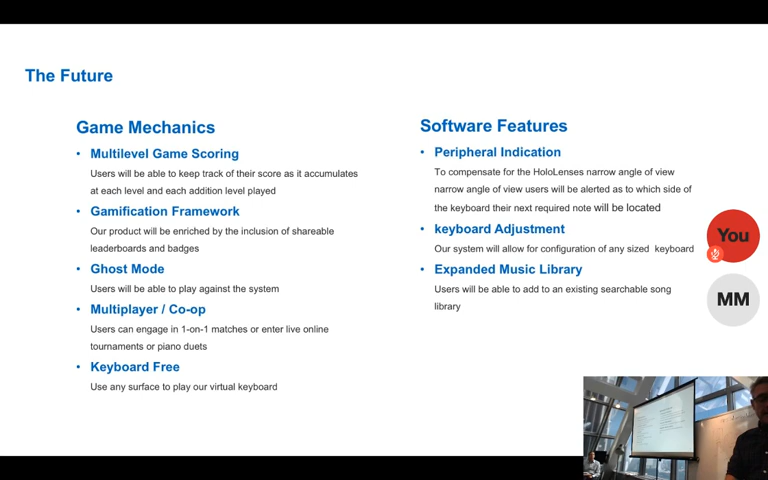 The Future
Game Mechanics
• Multilevel Game Scoring
Users will be able to keep track of their score as it accumulates
at each level and each addition level played
• Gamification Framework
Our product will be enriched by the inclusion of shareable
leaderboards and badges
• Ghost Mode
Users will be able to play against the system
• Multiplayer / Co-op
Users can engage in 1-on-1 matches or enter live online
tournaments or piano duets
• Keyboard Free
Use any surface to play our virtual keyboard
Software Features
• Peripheral Indication
To compensate for the HoloLenses narrow angle of view
narrow angle of view users will be alerted as to which side of
the keyboard their next required note will be located
• keyboard Adjustment
Our system will allow for configuration of any sized keyboard
• Expanded Music Library
Users will be able to add to an existing searchable song
library
You
MM